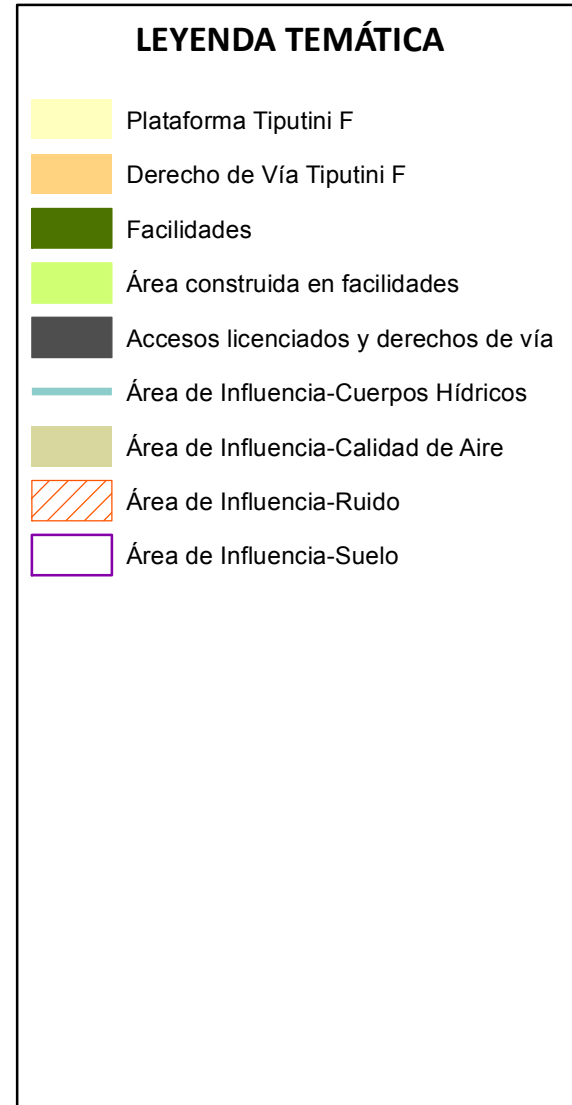 LEYENDA TEMÁTICA
Plataforma Tiputini F
Derecho de Vía Tiputini F
Facilidades
Área construida en facilidades
Accesos licenciados y derechos de vía
Área de Influencia-Cuerpos Hídricos
Área de Influencia-Calidad de Aire
Área de Influencia-Ruido
Área de Influencia-Suelo